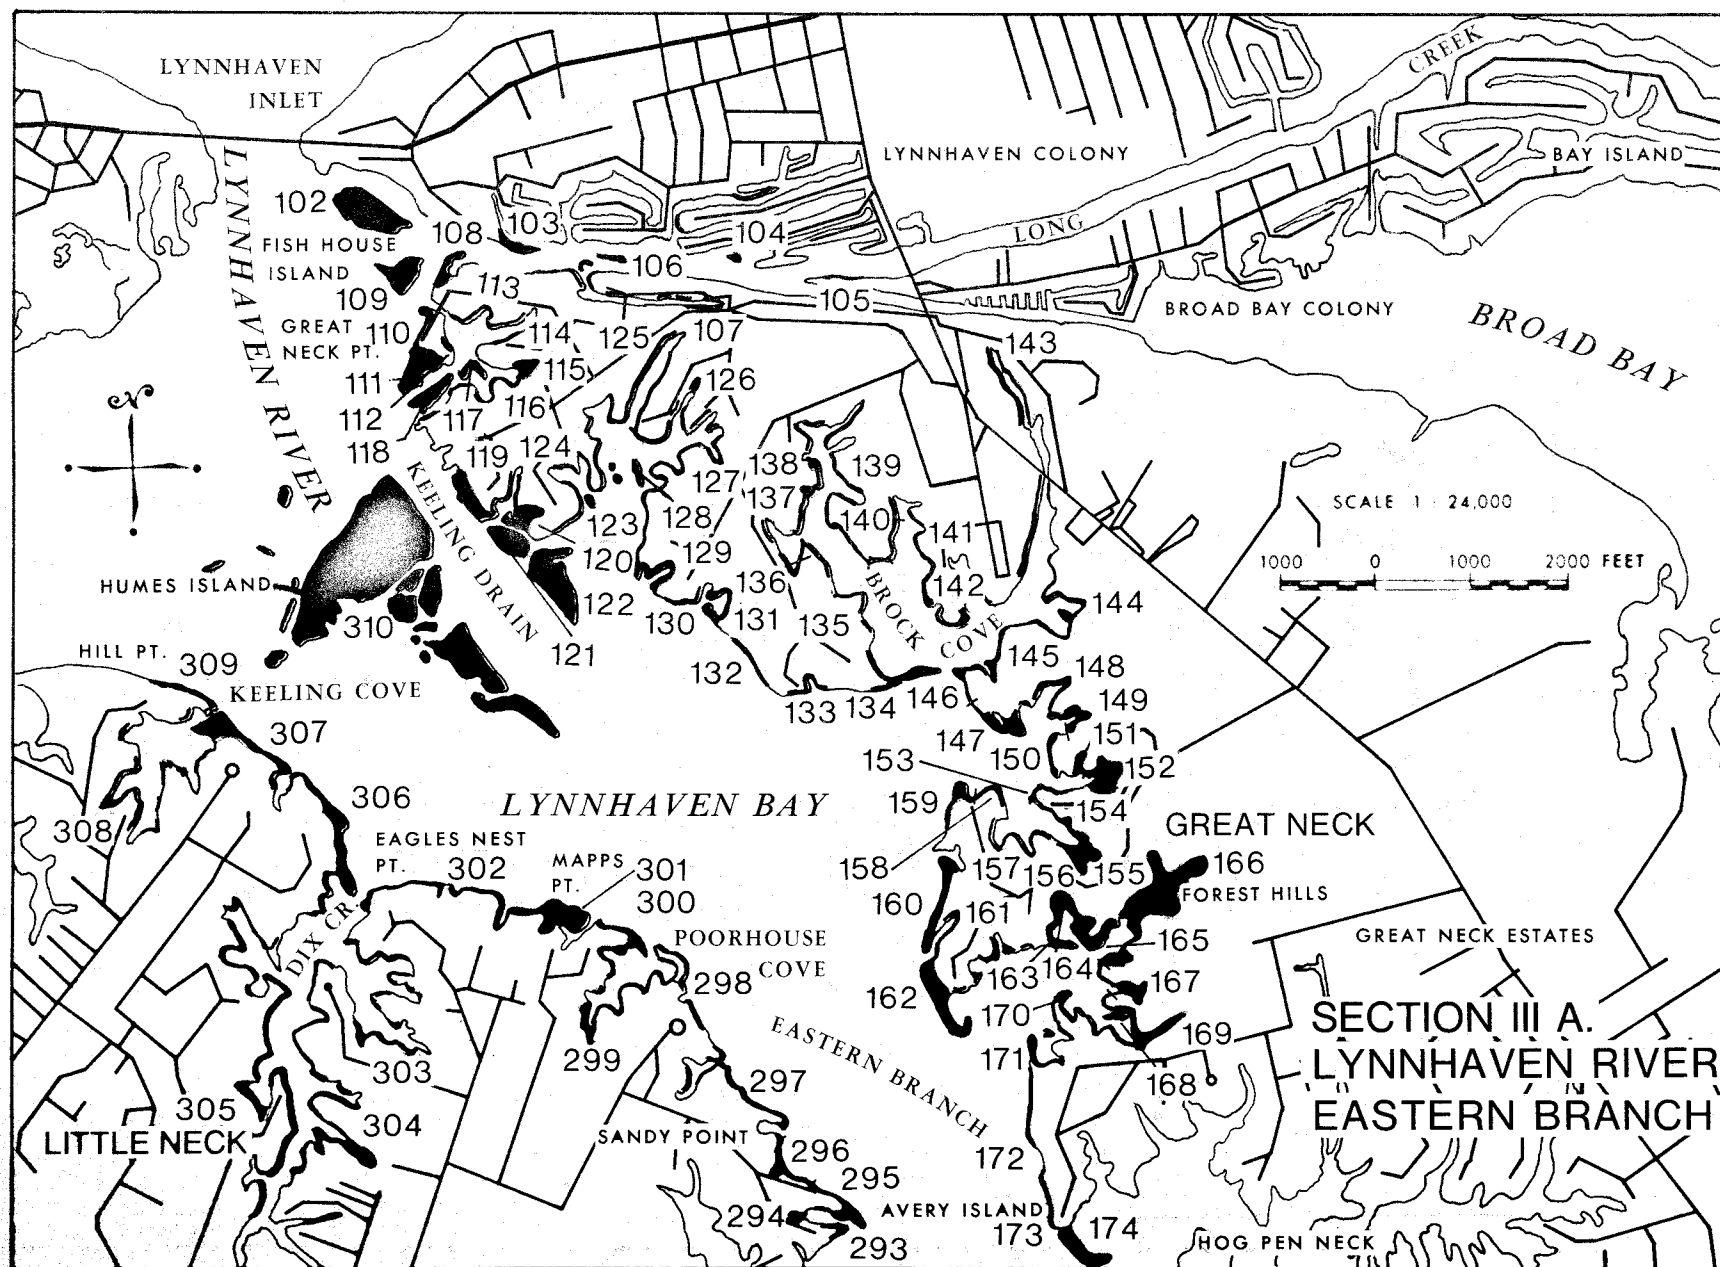 LYNNHAVEN
INLET
CREEK
LYNNHAVEN COLONY
BAY ISLAND
LYNNHAVEN RIVER
102
103
108
LONG
104
FISH HOUSE
ISLAND
106
113
109
105
BROAD BAY COLONY
BROAD BAY
GREAT
NECK PT.
110
114
125
107
143
111
115
126
112
117
116
118
119
124
138
139
KEELING DRAIN
127
137
SCALE 1 : 24,000
123
128
140
141
1000 0 1000 2000 FEET
120
129
HUMES ISLAND
136
BROCK COVE
142
122
144
310
130
131
135
HILL PT.
309
121
132
145
148
KEELING COVE
133
134
146
149
307
147
150
151
153
152
306
LYNNHAVEN BAY
159
154
308
GREAT NECK
EAGLES NEST
PT.
302
MAPPS
PT.
301
158
157
156
155
166
300
160
FOREST HILLS
161
DIX CR.
POORHOUSE
COVE
165
GREAT NECK ESTATES
163
164
298
162
167
170
SECTION III A.
EASTERN BRANCH
169
299
171
LYNNHAVEN RIVER
303
297
168
305
EASTERN BRANCH
LITTLE NECK
304
SANDY POINT
296
172
295
294
AVERY ISLAND
293
173
174
HOG PEN NECK